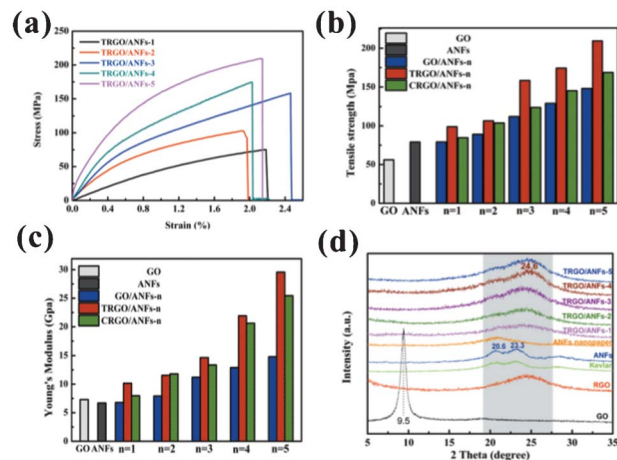 (a)
TRGO/ANFs-1
TRGO/ANFs-2
TRGO/ANFs-3
TRGO/ANFs-4
TRGO/ANFs-5
Stress (MPa)
250
200
150
100
50
0
0.0 0.4 0.8 1.2 1.6 2.0 2.4
Strain (%)
(b)
GO
ANFs
GO/ANFs-n
TRGO/ANFs-n
CRGO/ANFs-n
Tensile strength (Mpa)
200
150
100
50
0
GO ANFs n=1 n=2 n=3 n=4 n=5
(c)
GO
ANFs
GO/ANFs-n
TRGO/ANFs-n
CRGO/ANFs-n
Young's Modulus (Gpa)
30
25
20
15
10
5
0
GO ANFs n=1 n=2 n=3 n=4 n=5
(d)
24.6
TRGO/ANFs-5
TRGO/ANFs-4
TRGO/ANFs-3
TRGO/ANFs-2
TRGO/ANFs-1
ANFs nanopaper
20.6 23.3
ANFs
Kevlar
RGO
GO
9.5
Intensity (a.u.)
5 10 15 20 25 30 35
2 Theta (degree)